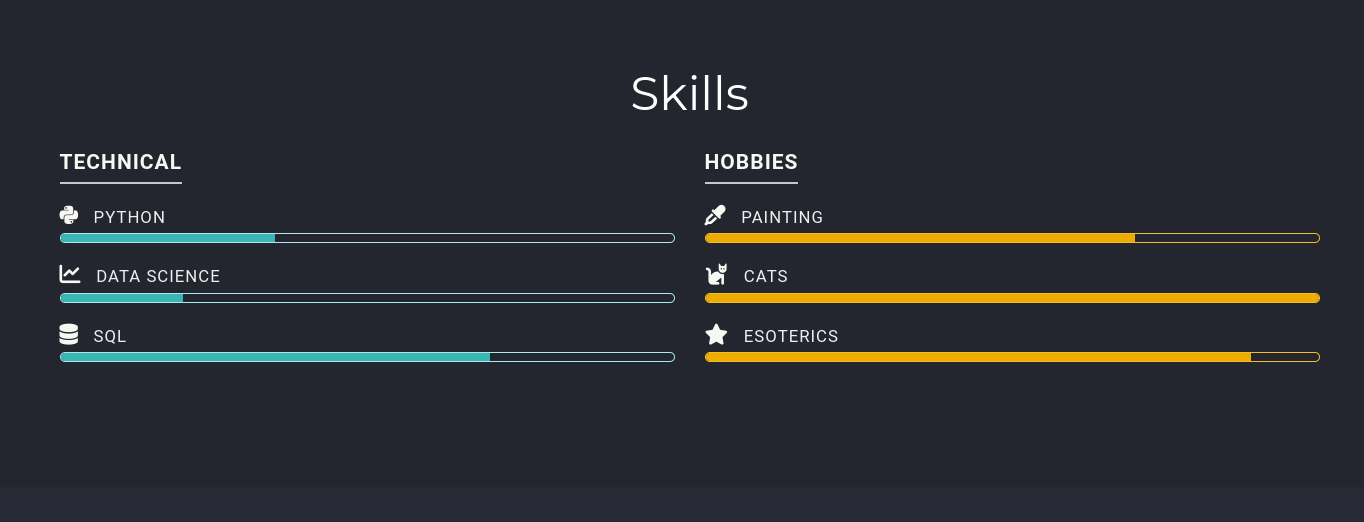 Skills
TECHNICAL
PYTHON
DATA SCIENCE
SQL
HOBBIES
PAINTING
CATS
ESOTERICS